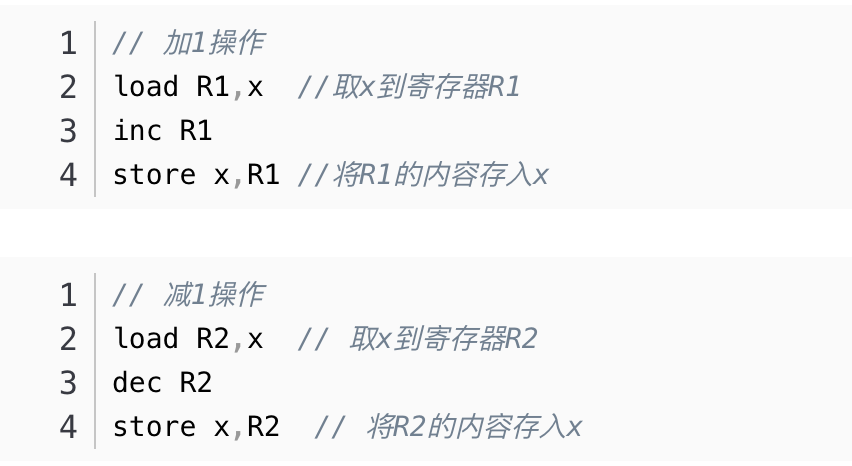 1 // 加1操作
2 load R1,x  //取x到寄存器R1
3 inc R1
4 store x,R1 //将R1的内容存入x
1 // 减1操作
2 load R2,x  // 取x到寄存器R2
3 dec R2
4 store x,R2  // 将R2的内容存入x